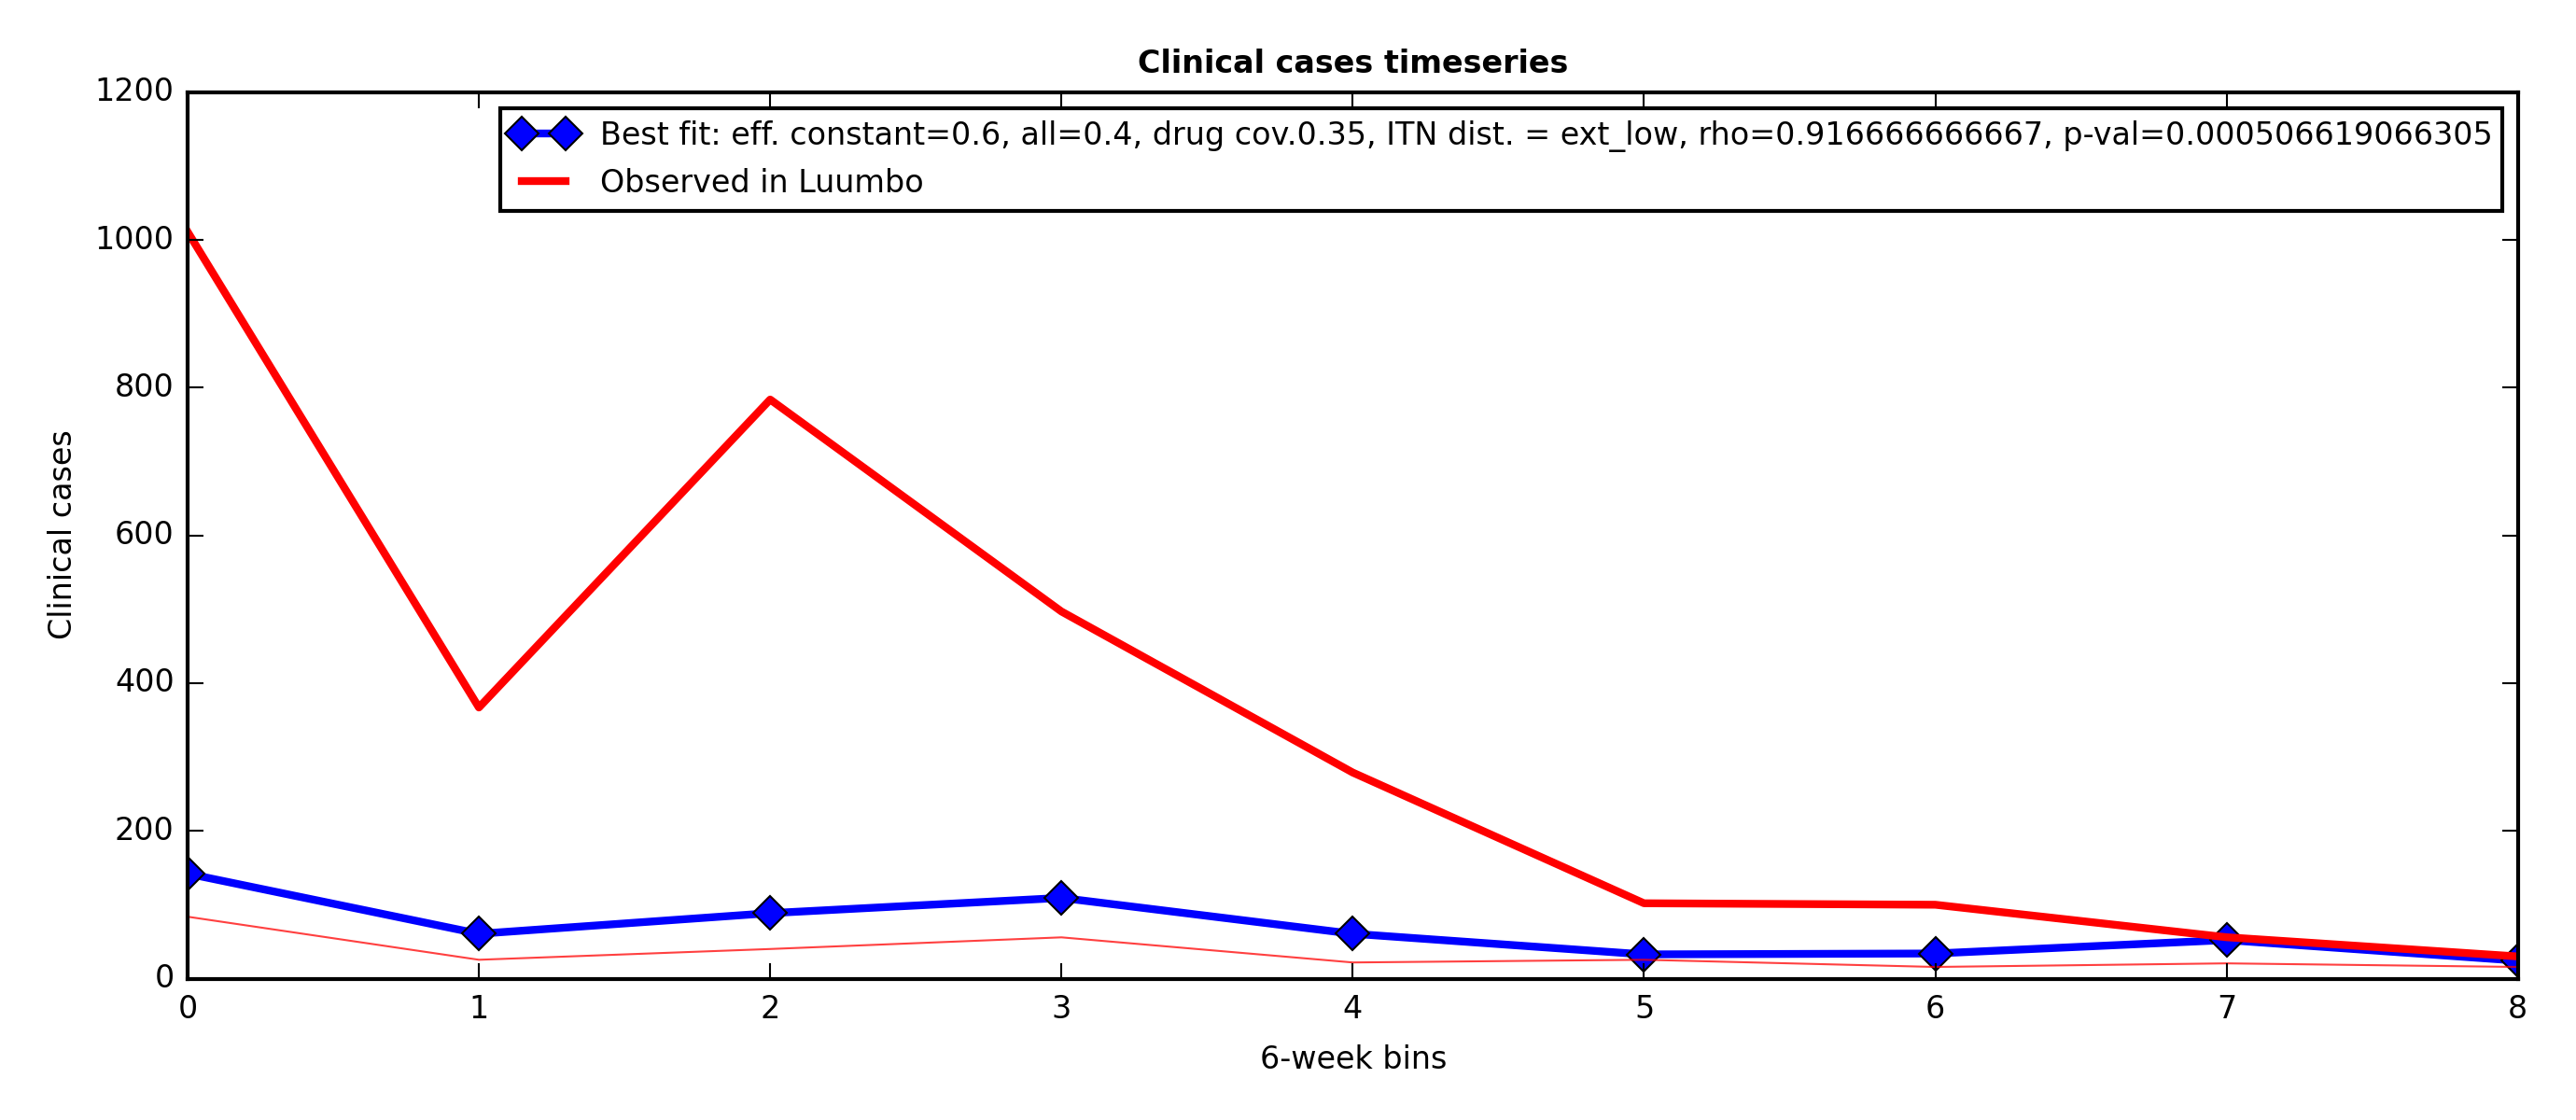 Clinical cases timeseries
Best fit: eff. constant=0.6, all=0.4, drug cov.0.35, ITN dist. = ext_low, rho=0.916666666667, p-val=0.000506619066305
Observed in Luumbo
1200
1000
800
600
400
200
0
Clinical cases
0 1 2 3 4 5 6 7 8
6-week bins